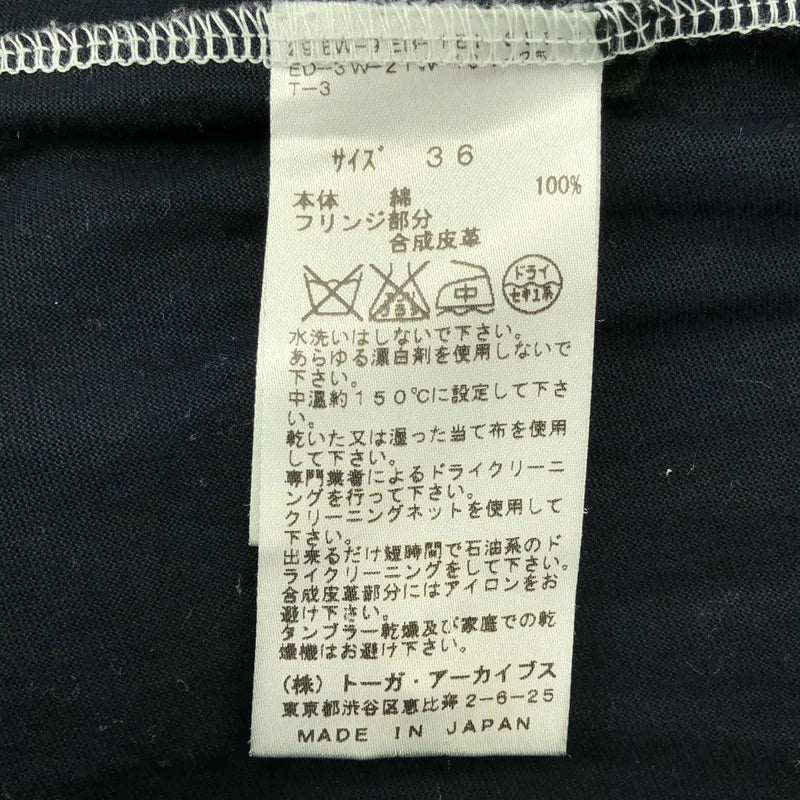 T-3
ｻｲｽﾞ 36
本体 綿 100%
フリンジ部分
合成皮革
中
ドライ
セキユ系
水洗いはしないで下さい。
あらゆる漂白剤を使用しないで
下さい。
中温約150℃に設定して下さ
い。
乾いた又は湿った当て布を使用
して下さい。
専門業者によるドライクリーニ
ングを行って下さい。
クリーニングネットを使用して
下さい。
出来るだけ短時間で石油系のド
ライクリーニングをして下さい。
合成皮革部分にはアイロンをお
避け下さい。
タンブラー乾燥及び家庭での乾
燥機はお避け下さい。
(株)トーガ・アーカイブス
東京都渋谷区恵比寿2-6-25
MADE IN JAPAN